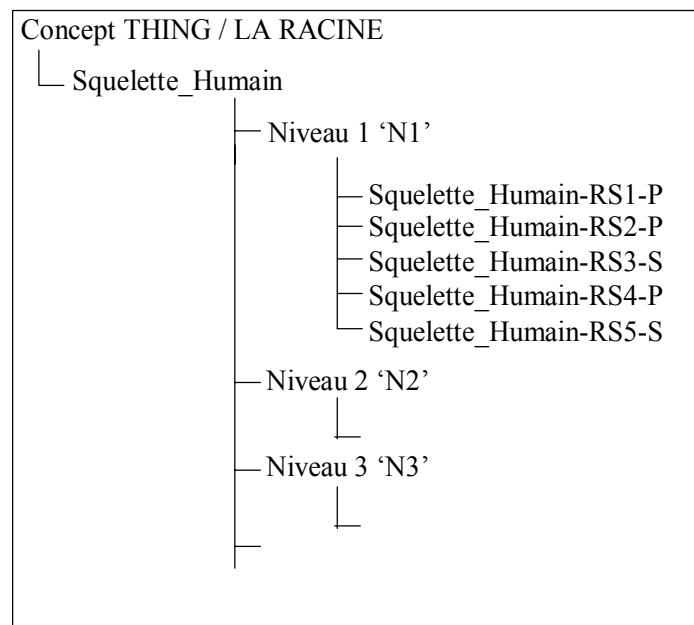 Concept THING / LA RACINE
Squelette_Humain
Niveau 1 ‘N1’
Squelette_Humain-RS1-P
Squelette_Humain-RS2-P
Squelette_Humain-RS3-S
Squelette_Humain-RS4-P
Squelette_Humain-RS5-S
Niveau 2 ‘N2’
Niveau 3 ‘N3’